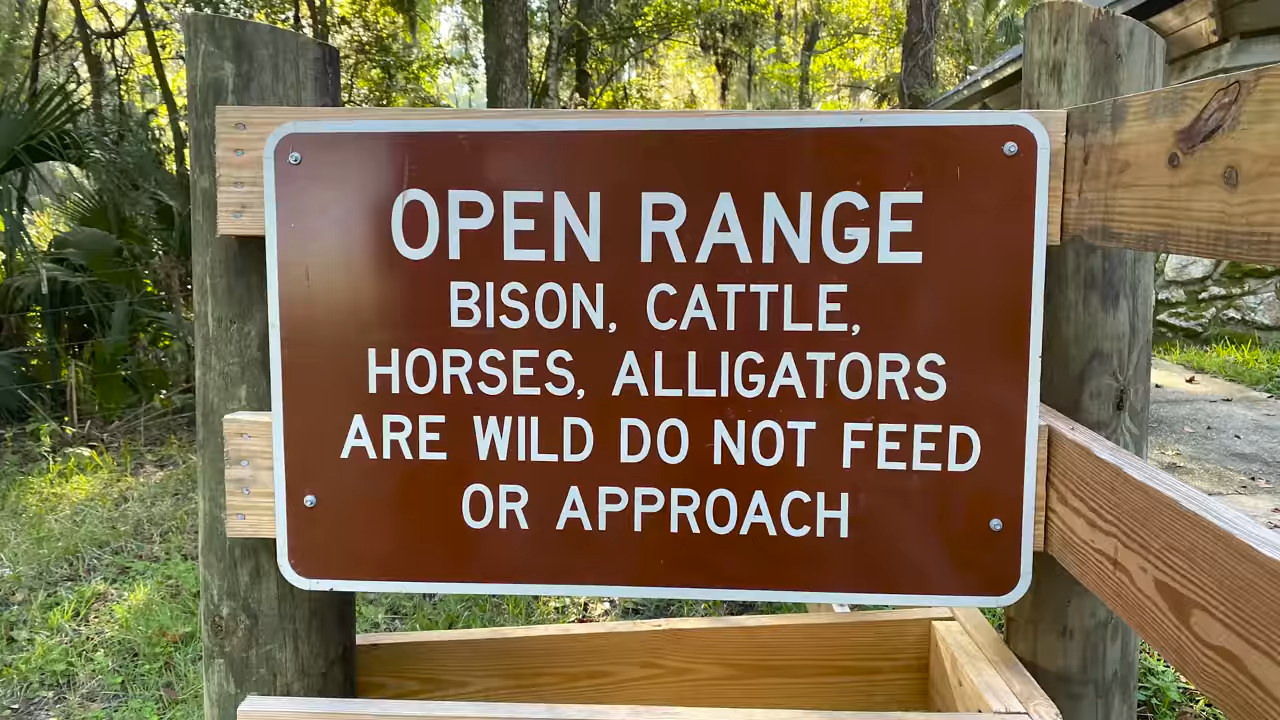 OPEN RANGE
BISON, CATTLE,
HORSES, ALLIGATORS
ARE WILD DO NOT FEED
OR APPROACH